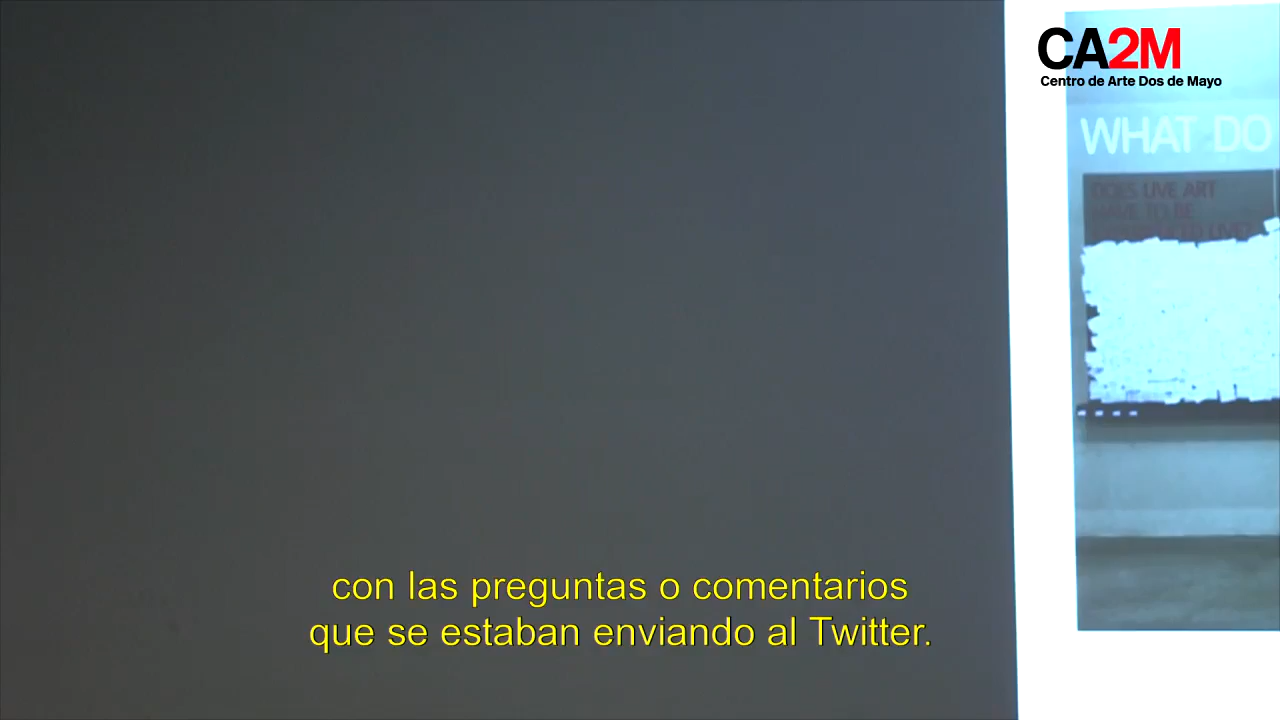 CA2M
Centro de Arte Dos de Mayo
WHAT DO
DOES LIVE ART
HAVE TO BE
LIVE?
con las preguntas o comentarios
que se estaban enviando al Twitter.